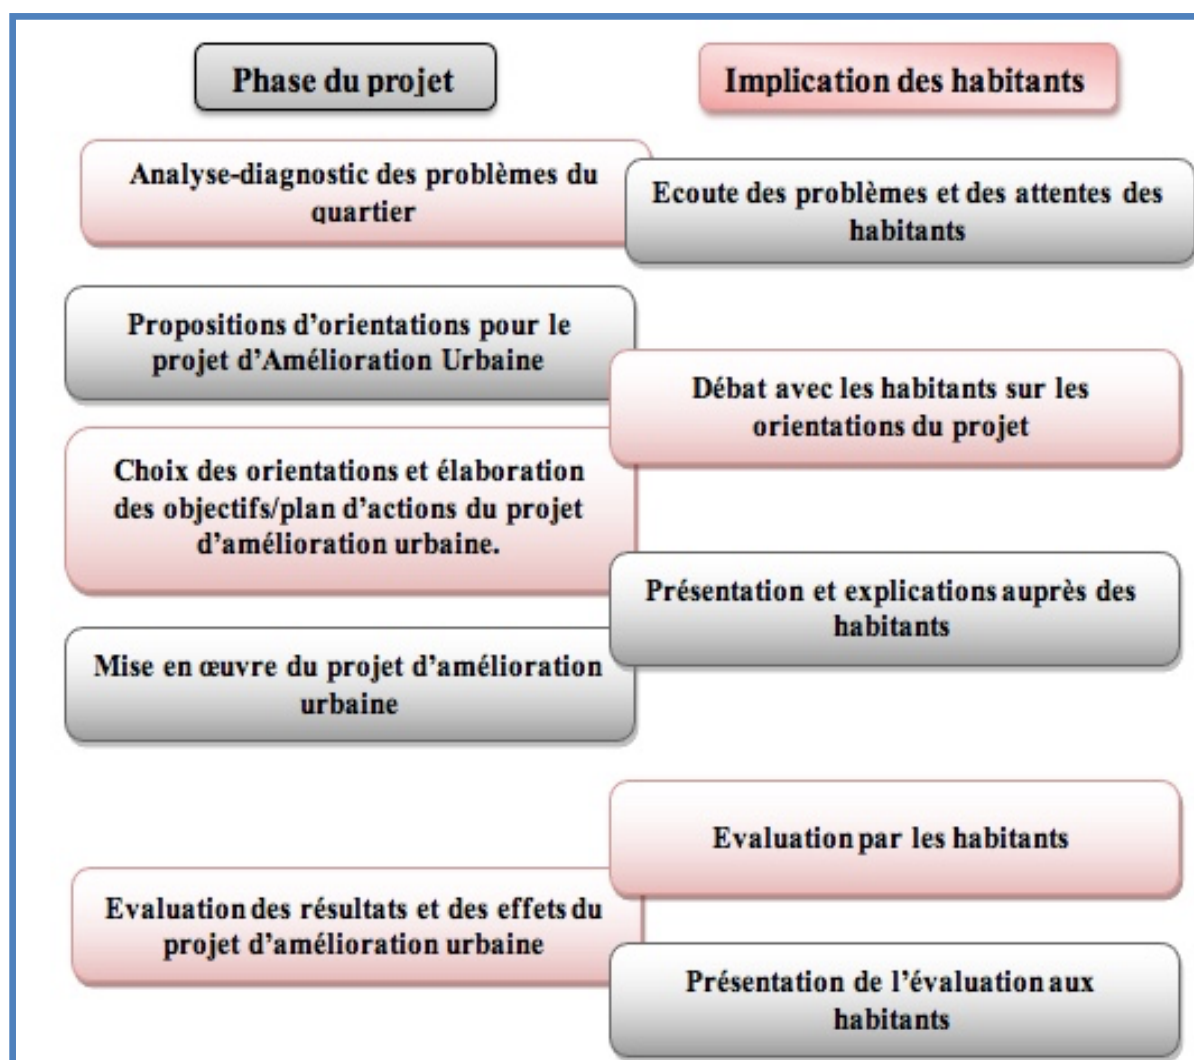 Phase du projet
Implication des habitants
Analyse-diagnostic des problèmes du
quartier
Ecoute des problèmes et des attentes des
habitants
Propositions d'orientations pour le
projet d'Amélioration Urbaine
Débat avec les habitants sur les
orientations du projet
Choix des orientations et élaboration
des objectifs/plan d'actions du projet
d'amélioration urbaine.
Présentation et explications auprès des
habitants
Mise en œuvre du projet d'amélioration
urbaine
Evaluation par les habitants
Evaluation des résultats et des effets du
projet d'amélioration urbaine
Présentation de l'évaluation aux
habitants